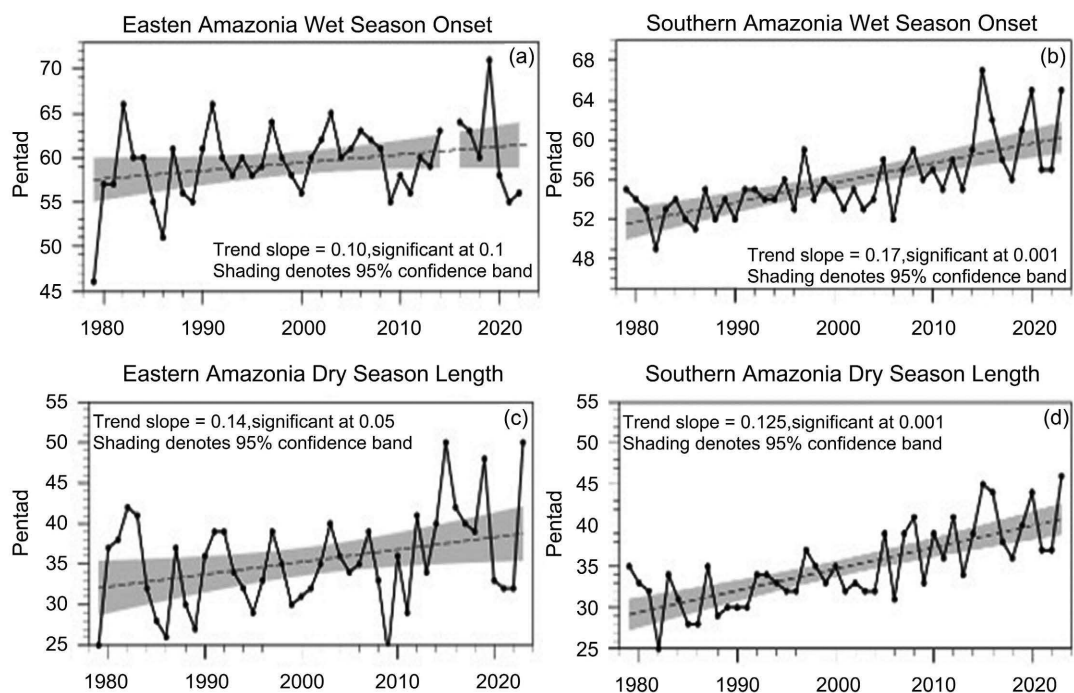 Easten Amazonia Wet Season Onset
(a)
Pentad
70
65
60
55
50
45
Trend slope = 0.10,significant at 0.1
Shading denotes 95% confidence band
1980 1990 2000 2010 2020
Southern Amazonia Wet Season Onset
(b)
Pentad
68
64
60
56
52
48
Trend slope = 0.17,significant at 0.001
Shading denotes 95% confidence band
1980 1990 2000 2010 2020
Eastern Amazonia Dry Season Length
(c)
Pentad
55
50
45
40
35
30
25
Trend slope = 0.14,significant at 0.05
Shading denotes 95% confidence band
1980 1990 2000 2010 2020
Southern Amazonia Dry Season Length
(d)
Pentad
55
50
45
40
35
30
25
Trend slope = 0.125,significant at 0.001
Shading denotes 95% confidence band
1980 1990 2000 2010 2020